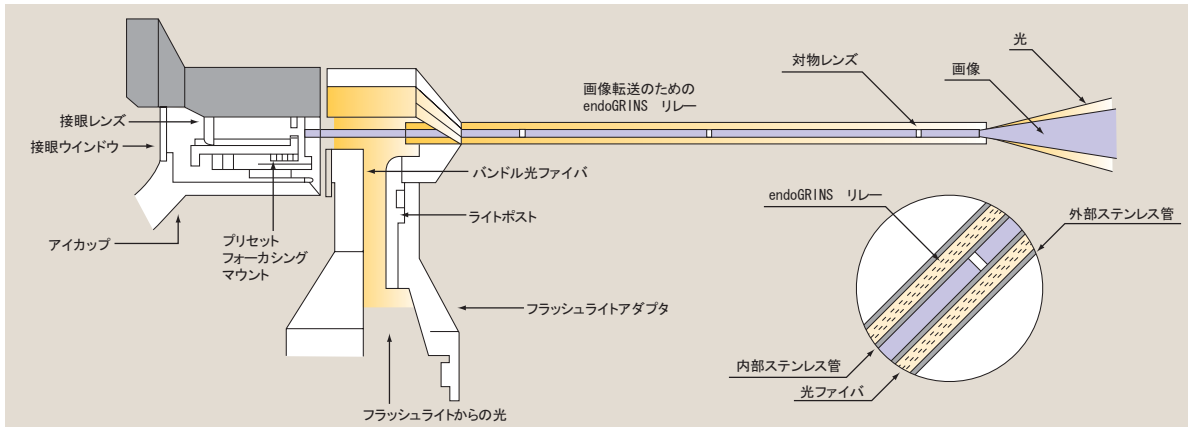 光
対物レンズ
画像
画像転送のための
endoGRINS リレー
接眼レンズ
接眼ウインドウ
バンドル光ファイバ
endoGRINS リレー
外部ステンレス管
ライトポスト
アイカップ
プリセット
フォーカシング
マウント
フラッシュライトアダプタ
内部ステンレス管
光ファイバ
フラッシュライトからの光